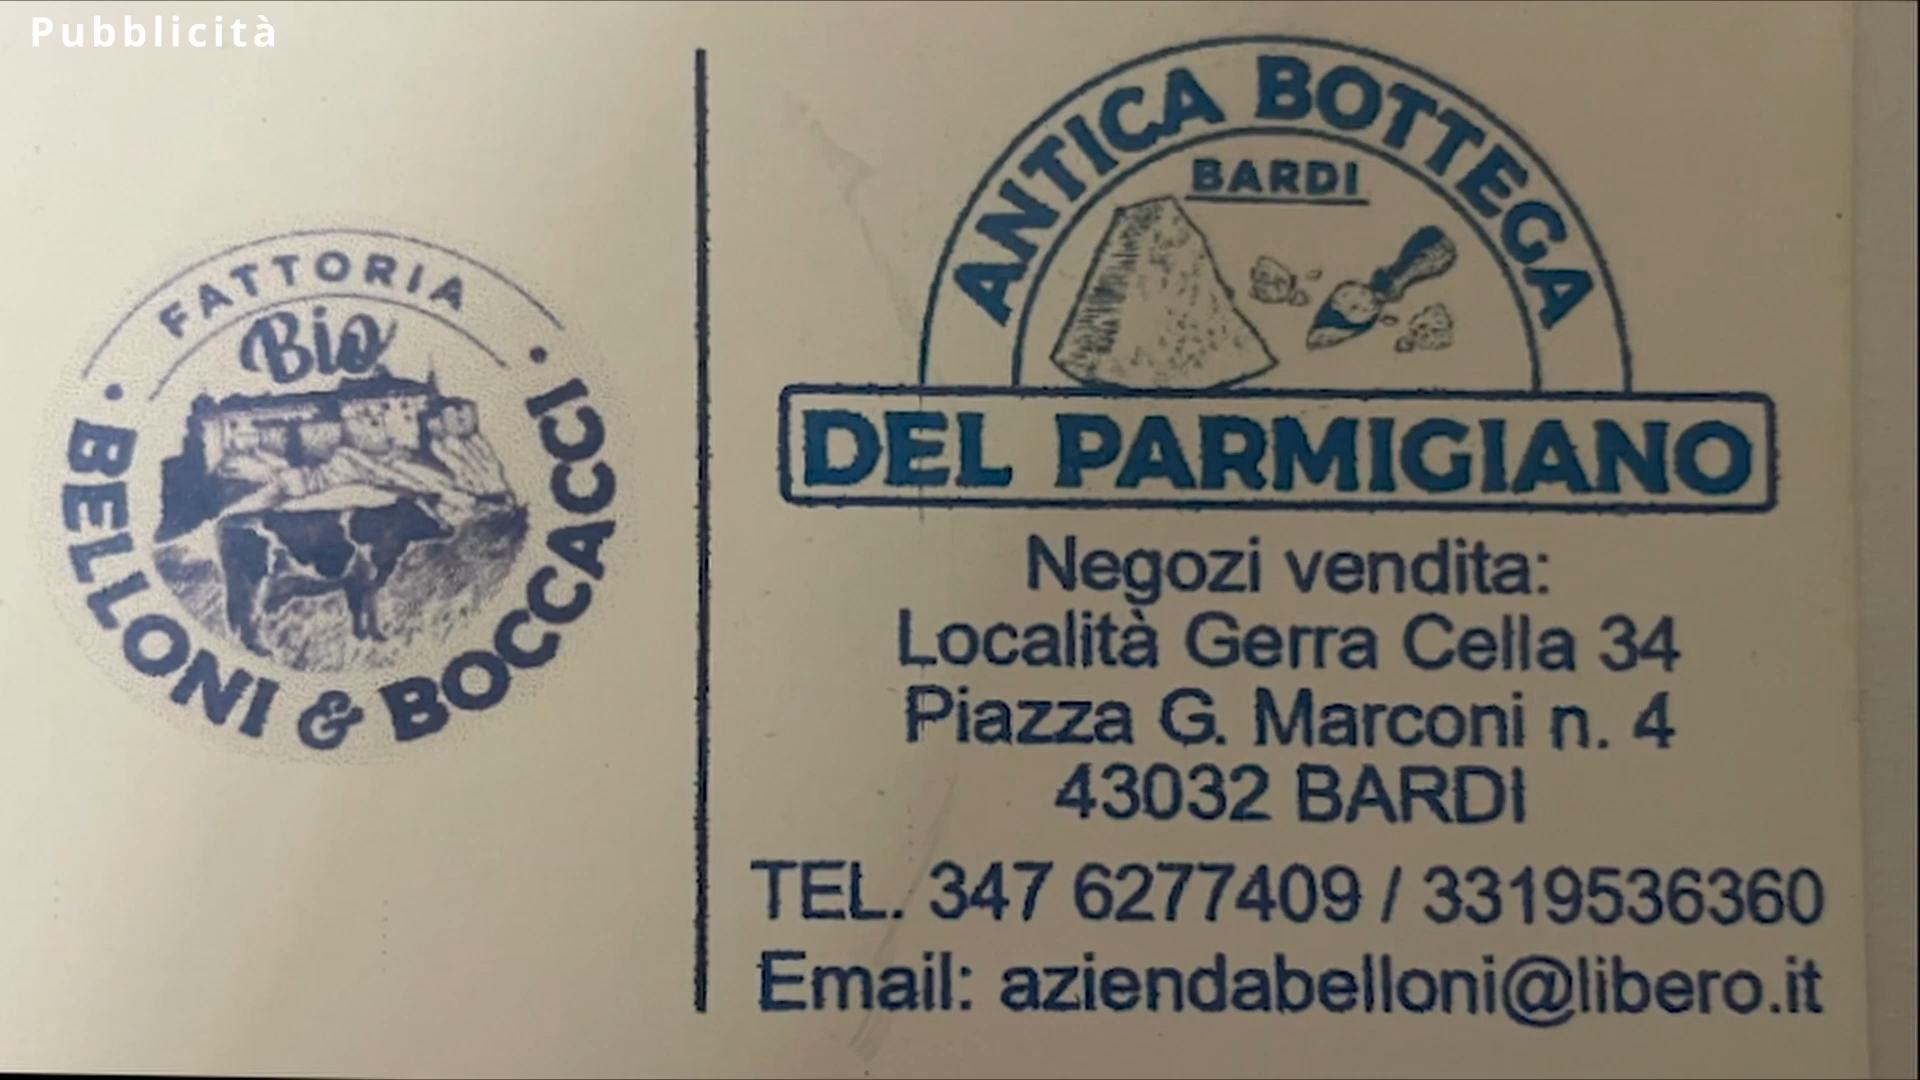 Pubblicità
FATTORIA
Bio
• BELLONI & BOCCACCI •
ANTICA BOTTEGA
BARDI
DEL PARMIGIANO
Negozi vendita:
Località Gerra Cella 34
Piazza G. Marconi n. 4
43032 BARDI
TEL. 347 6277409 / 3319536360
Email: aziendabelloni@libero.it